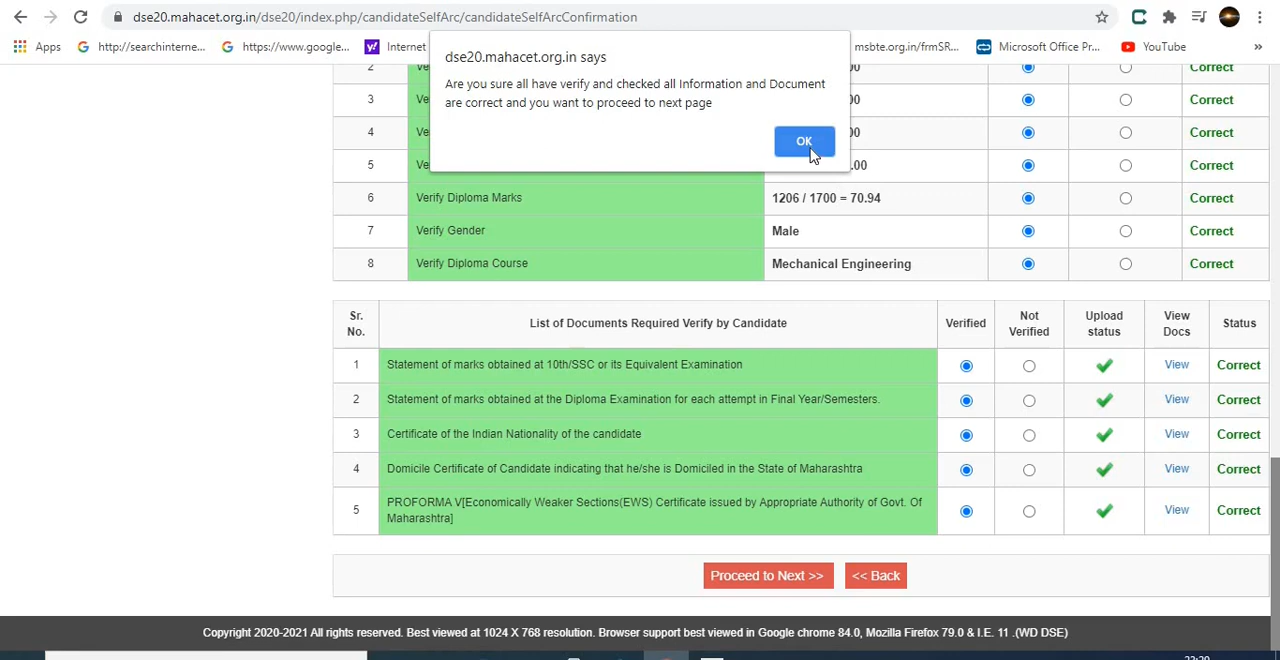 dse20.mahacet.org.in/dse20/index.php/candidateSelfArc/candidateSelfArcConfirmation
Apps http://searchinterne... https://www.google... Internet msbte.org.in/frmSR... Microsoft Office Pr... YouTube »
dse20.mahacet.org.in says
Are you sure all have verify and checked all Information and Document
are correct and you want to proceed to next page
OK
2 Correct
3 Correct
4 Correct
5 .00 Correct
6 Verify Diploma Marks 1206 / 1700 = 70.94 Correct
7 Verify Gender Male Correct
8 Verify Diploma Course Mechanical Engineering Correct
Sr. No. List of Documents Required Verify by Candidate Verified Not Verified Upload status View Docs Status
1 Statement of marks obtained at 10th/SSC or its Equivalent Examination View Correct
2 Statement of marks obtained at the Diploma Examination for each attempt in Final Year/Semesters. View Correct
3 Certificate of the Indian Nationality of the candidate View Correct
4 Domicile Certificate of Candidate indicating that he/she is Domiciled in the State of Maharashtra View Correct
5 PROFORMA V[Economically Weaker Sections(EWS) Certificate issued by Appropriate Authority of Govt. Of View Correct
Maharashtra]
Proceed to Next >> << Back
Copyright 2020-2021 All rights reserved. Best viewed at 1024 X 768 resolution. Browser support best viewed in Google chrome 84.0, Mozilla Firefox 79.0 & I.E. 11 .(WD DSE)